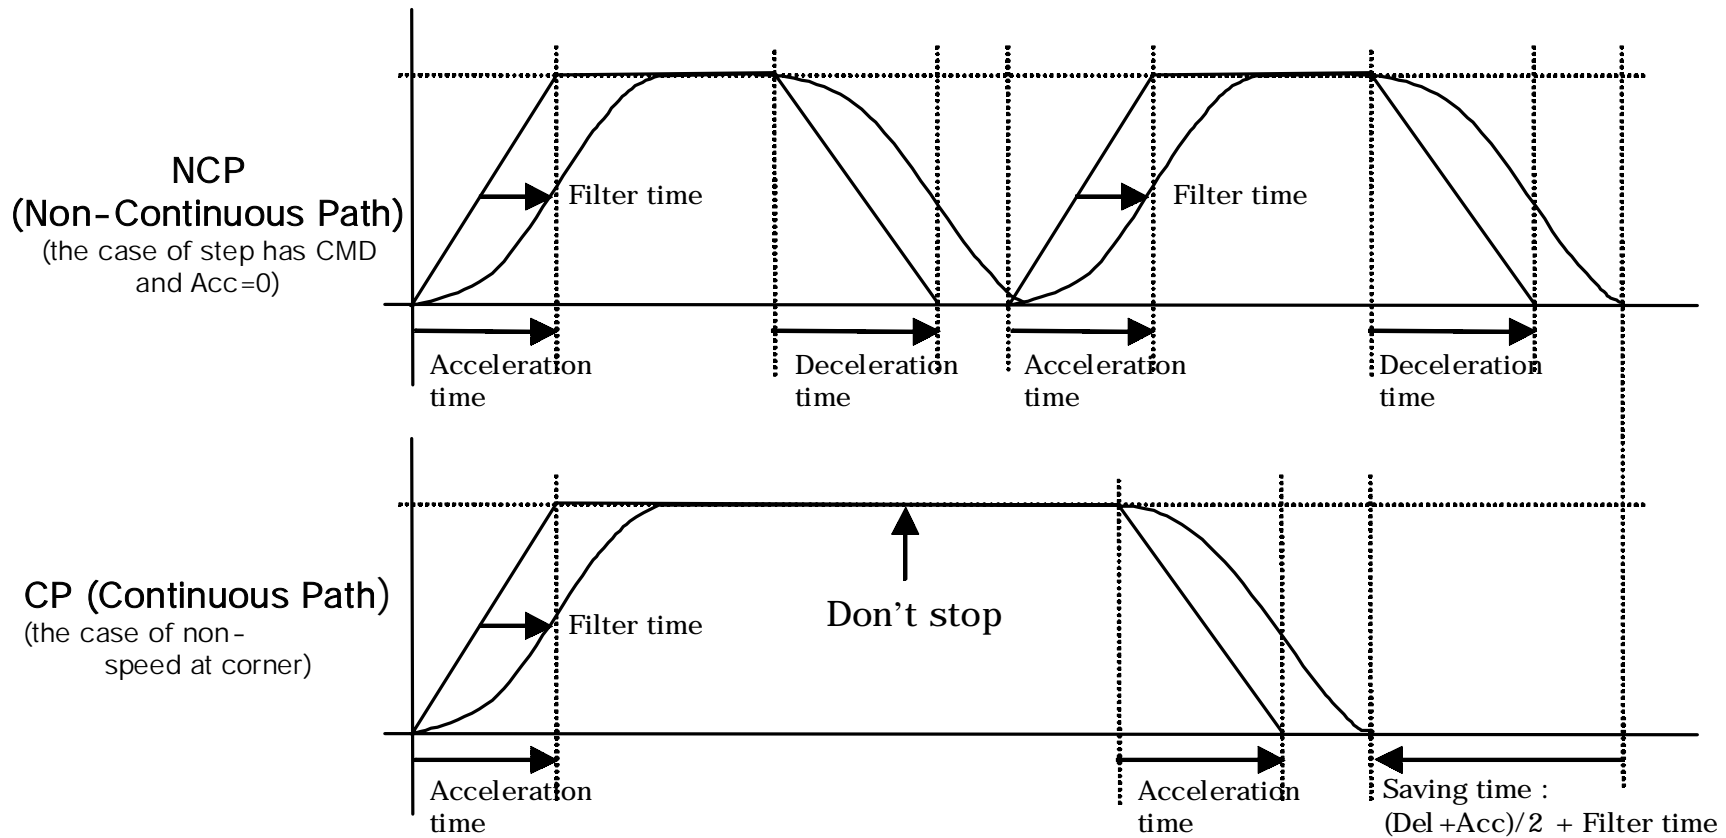 NCP
(Non-Continuous Path)
(the case of step has CMD
and Acc=0)
Filter time
Filter time
Acceleration
time
Deceleration
time
Acceleration
time
Deceleration
time
CP (Continuous Path)
(the case of non-
speed at corner)
Filter time
Don't stop
Acceleration
time
Acceleration
time
Saving time :
(Del+Acc)/2 + Filter time